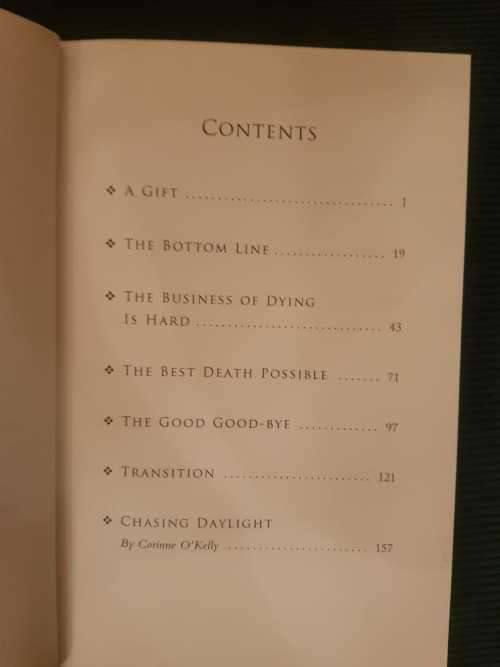 CONTENTS
❖ A GIFT .................................. 1
❖ THE BOTTOM LINE .................. 19
❖ THE BUSINESS OF DYING
IS HARD .............................. 43
❖ THE BEST DEATH POSSIBLE ....... 71
❖ THE GOOD GOOD-BYE ............. 97
❖ TRANSITION ........................ 121
❖ CHASING DAYLIGHT
By Corinne O'Kelly ....................... 157